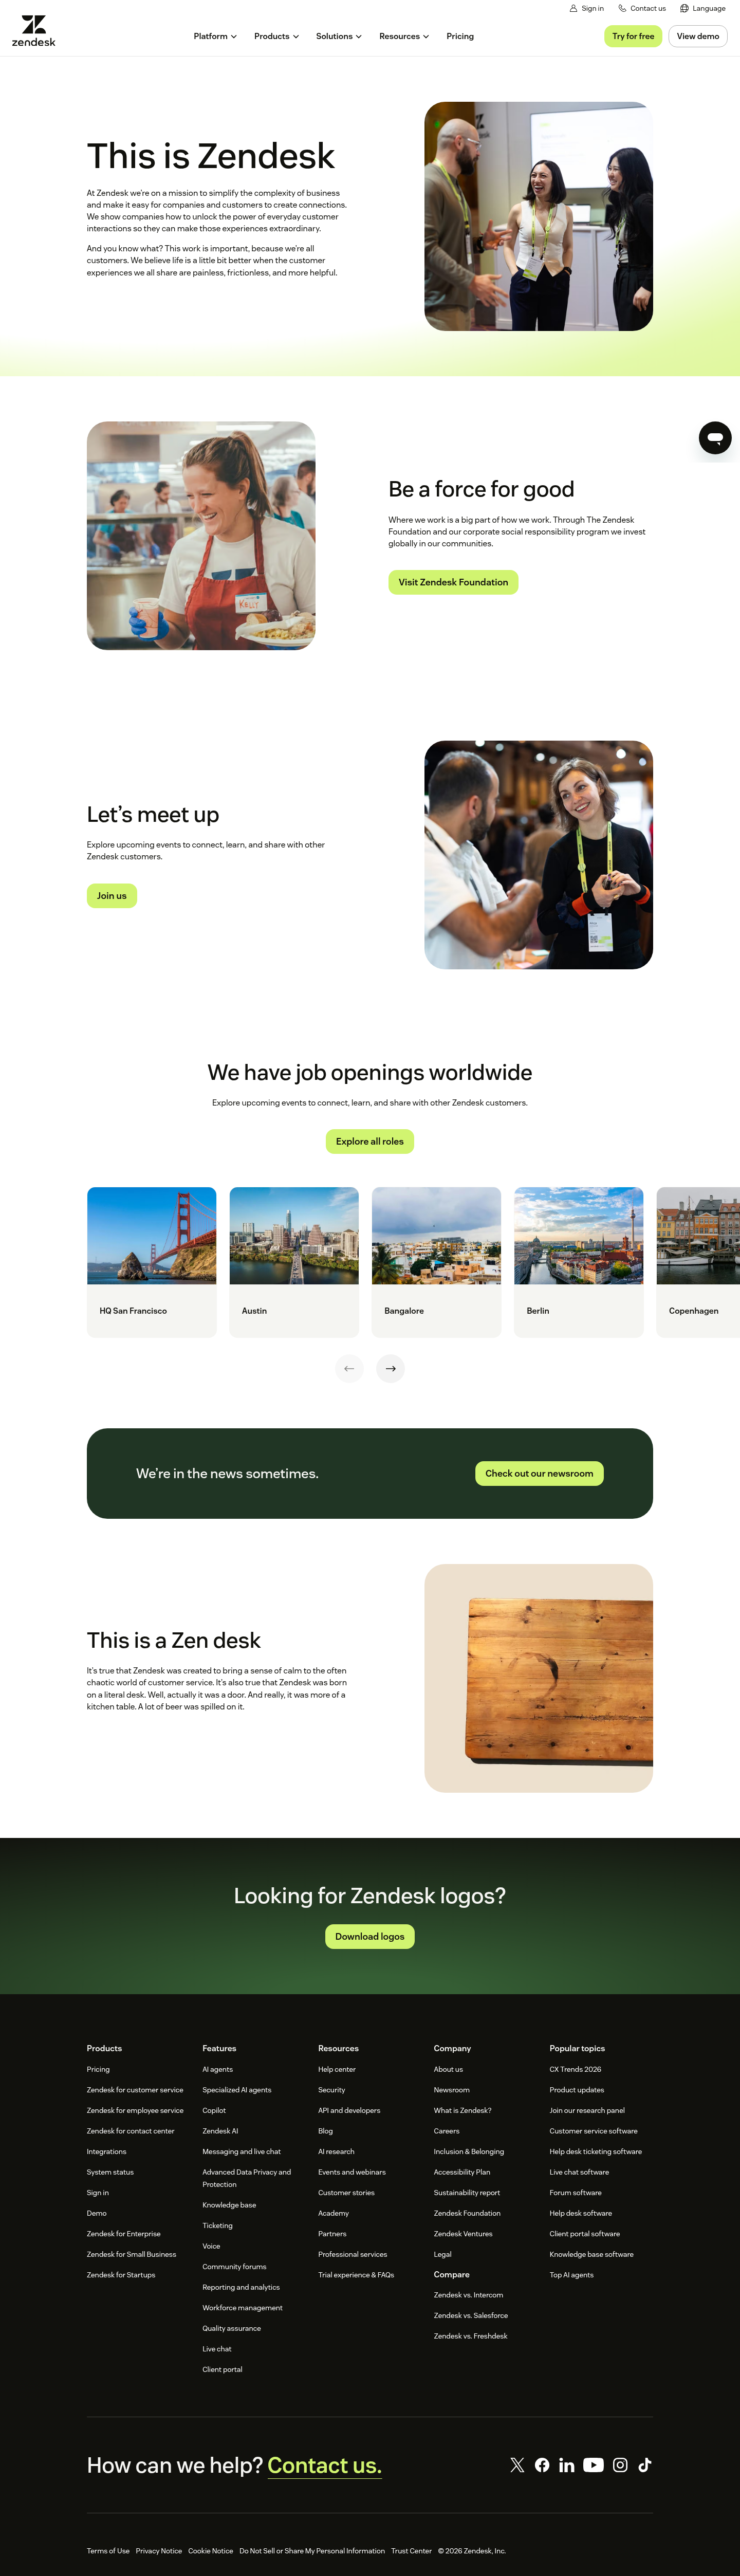 Sign in
Contact us
Language
zendesk
Platform
Products
Solutions
Resources
Pricing
Try for free
View demo
This is Zendesk
At Zendesk we're on a mission to simplify the complexity of business
and make it easy for companies and customers to create connections.
We show companies how to unlock the power of everyday customer
interactions so they can make those experiences extraordinary.
And you know what? This work is important, because we're all
customers. We believe life is a little bit better when the customer
experiences we all share are painless, frictionless, and more helpful.
KELLY
Be a force for good
Where we work is a big part of how we work. Through The Zendesk
Foundation and our corporate social responsibility program we invest
globally in our communities.
Visit Zendesk Foundation
Let's meet up
Explore upcoming events to connect, learn, and share with other
Zendesk customers.
Join us
We have job openings worldwide
Explore upcoming events to connect, learn, and share with other Zendesk customers.
Explore all roles
HQ San Francisco
Austin
Bangalore
Berlin
Copenhagen
We're in the news sometimes.
Check out our newsroom
This is a Zen desk
It's true that Zendesk was created to bring a sense of calm to the often
chaotic world of customer service. It's also true that Zendesk was born
on a literal desk. Well, actually it was a door. And really, it was more of a
kitchen table. A lot of beer was spilled on it.
Looking for Zendesk logos?
Download logos
Products
Pricing
Zendesk for customer service
Zendesk for employee service
Zendesk for contact center
Integrations
System status
Sign in
Demo
Zendesk for Enterprise
Zendesk for Small Business
Zendesk for Startups
Features
AI agents
Specialized AI agents
Copilot
Zendesk AI
Messaging and live chat
Advanced Data Privacy and
Protection
Knowledge base
Ticketing
Voice
Community forums
Reporting and analytics
Workforce management
Quality assurance
Live chat
Client portal
Resources
Help center
Security
API and developers
Blog
AI research
Events and webinars
Customer stories
Academy
Partners
Professional services
Trial experience & FAQs
Company
About us
Newsroom
What is Zendesk?
Careers
Inclusion & Belonging
Accessibility Plan
Sustainability report
Zendesk Foundation
Zendesk Ventures
Legal
Compare
Zendesk vs. Intercom
Zendesk vs. Salesforce
Zendesk vs. Freshdesk
Popular topics
CX Trends 2026
Product updates
Join our research panel
Customer service software
Help desk ticketing software
Live chat software
Forum software
Help desk software
Client portal software
Knowledge base software
Top AI agents
How can we help? Contact us.
Terms of Use
Privacy Notice
Cookie Notice
Do Not Sell or Share My Personal Information
Trust Center
© 2026 Zendesk, Inc.